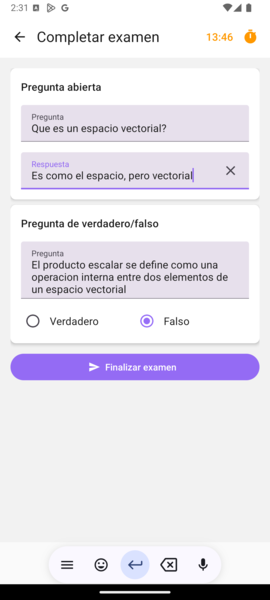 2:31
Completar examen
13:46
Pregunta abierta
Pregunta
Que es un espacio vectorial?
Respuesta
Es como el espacio, pero vectorial
Pregunta de verdadero/falso
Pregunta
El producto escalar se define como una
operacion interna entre dos elementos de
un espacio vectorial
Verdadero
Falso
Finalizar examen